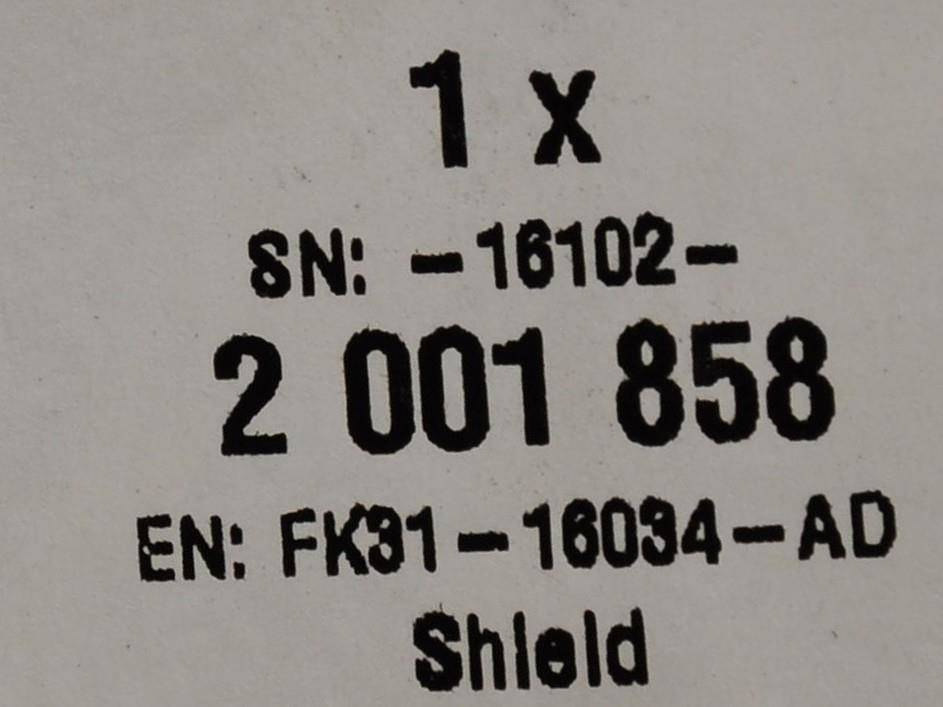 1 x
SN: -16102-
2 001 858
EN: FK31-16034-AD
Shield